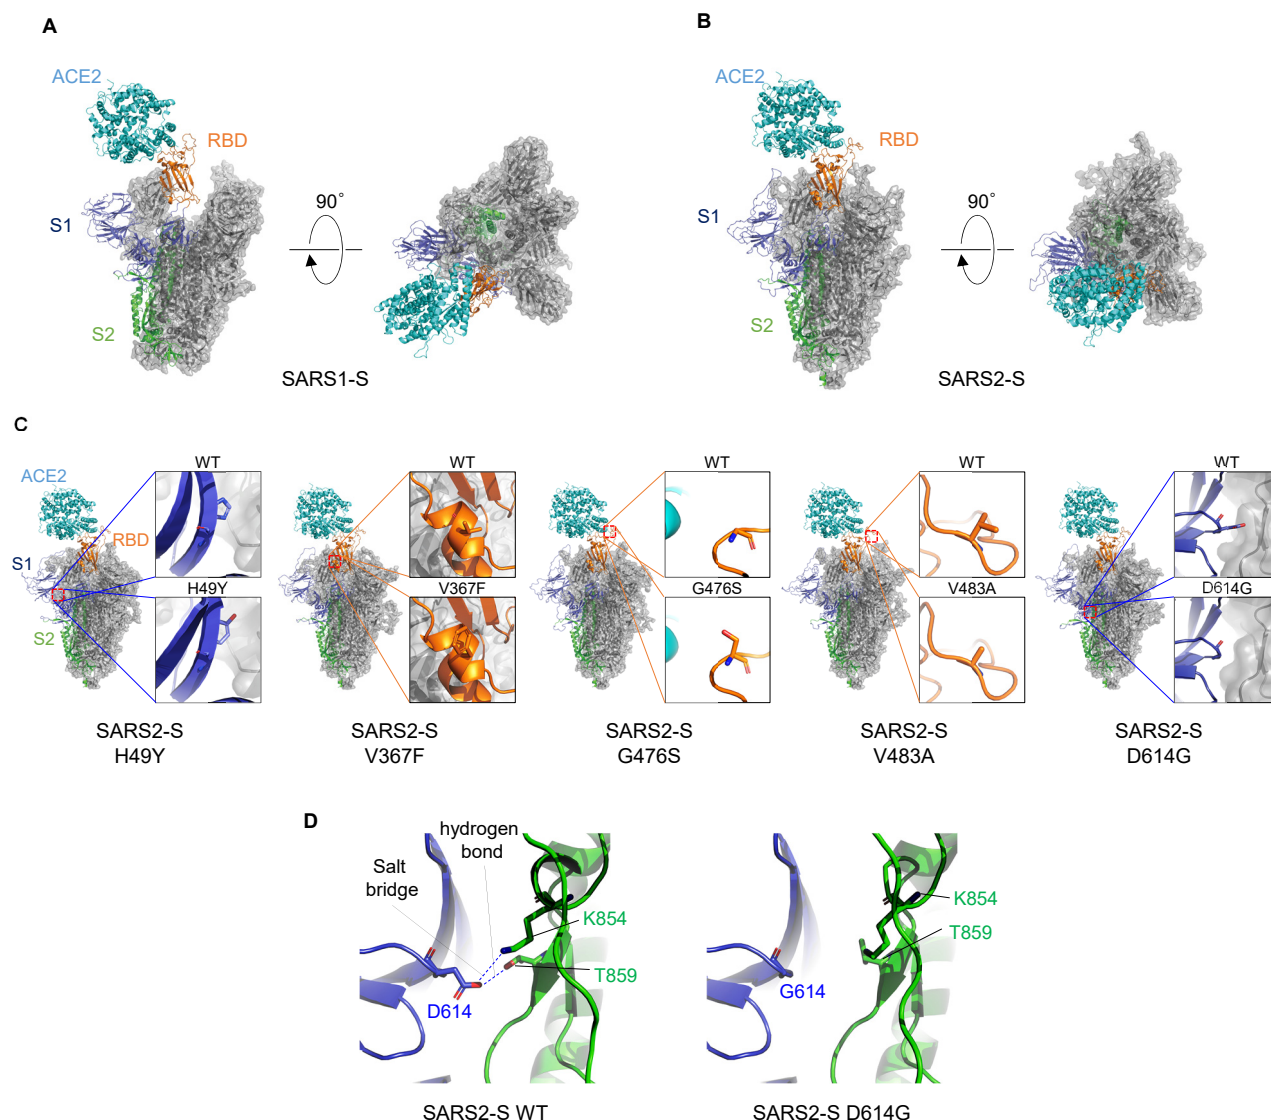 A
ACE2
RBD
S1
S2
90°
SARS1-S
B
ACE2
RBD
S1
S2
90°
SARS2-S
C
ACE2
RBD
S1
S2
WT
H49Y
SARS2-S
H49Y
WT
V367F
SARS2-S
V367F
WT
G476S
SARS2-S
G476S
WT
V483A
SARS2-S
V483A
WT
D614G
SARS2-S
D614G
D
hydrogen
bond
Salt
bridge
K854
T859
D614
SARS2-S WT
K854
T859
G614
SARS2-S D614G